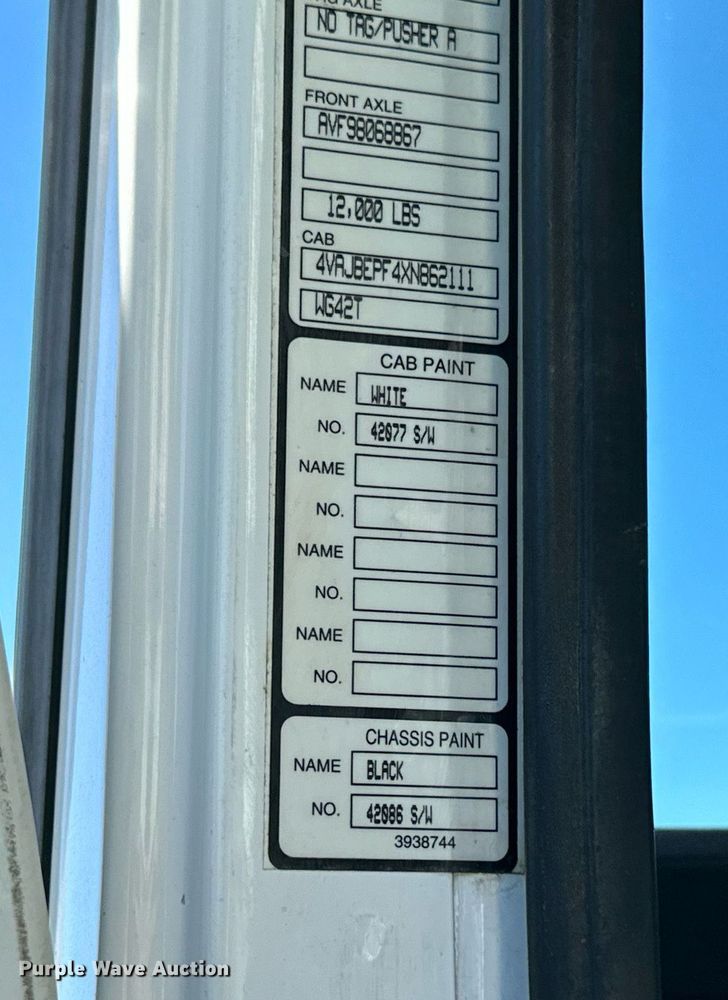 AXLE
NO TAG/PUSHER A
FRONT AXLE
AVF98068867
12,000 LBS
CAB
4VAJBEPF4XN862111
WG42T
CAB PAINT
NAME WHITE
NO. 42077 S/W
NAME
NO.
NAME
NO.
NAME
NO.
CHASSIS PAINT
NAME BLACK
NO. 42086 S/W
3938744
Purple Wave Auction